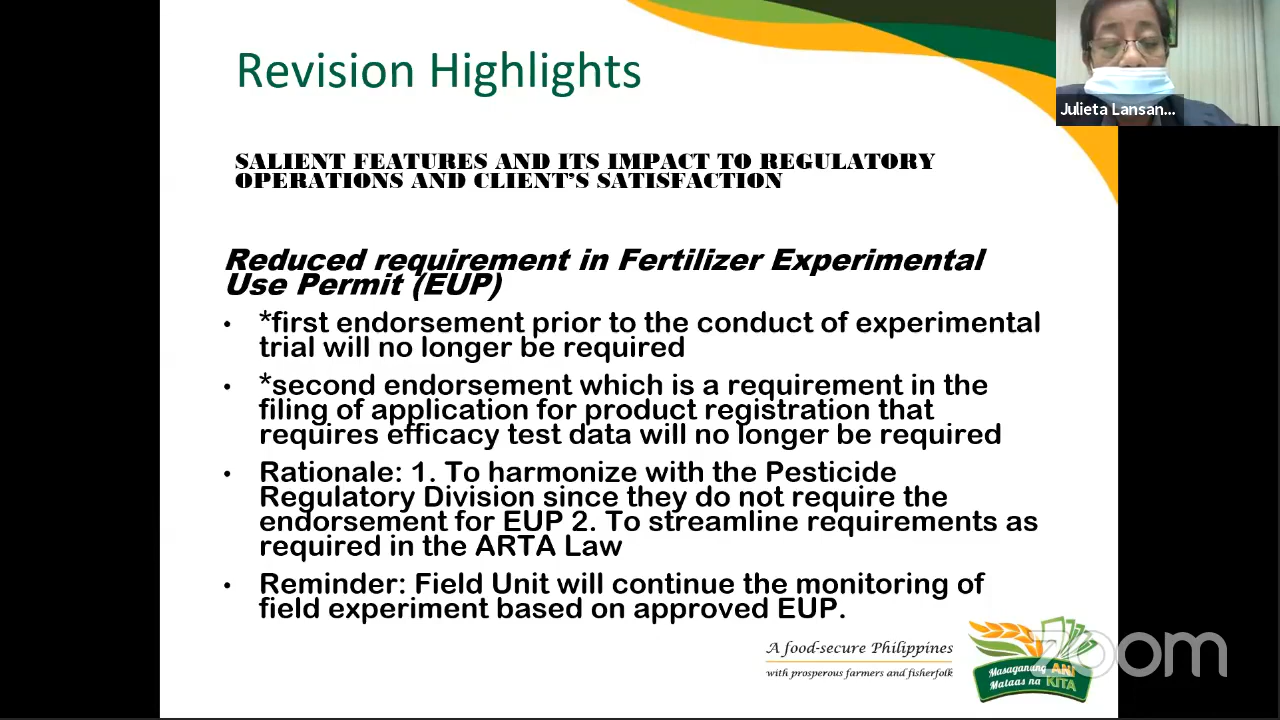 Revision Highlights
Julieta Lansan...
SALIENT FEATURES AND ITS IMPACT TO REGULATORY
OPERATIONS AND CLIENT'S SATISFACTION
Reduced requirement in Fertilizer Experimental
Use Permit (EUP)
• *first endorsement prior to the conduct of experimental
trial will no longer be required
• *second endorsement which is a requirement in the
filing of application for product registration that
requires efficacy test data will no longer be required
• Rationale: 1. To harmonize with the Pesticide
Regulatory Division since they do not require the
endorsement for EUP 2. To streamline requirements as
required in the ARTA Law
• Reminder: Field Unit will continue the monitoring of
field experiment based on approved EUP.
A food-secure Philippines
with prosperous farmers and fisherfolk
Masaganang ANI
Mataas na KITA
zoom